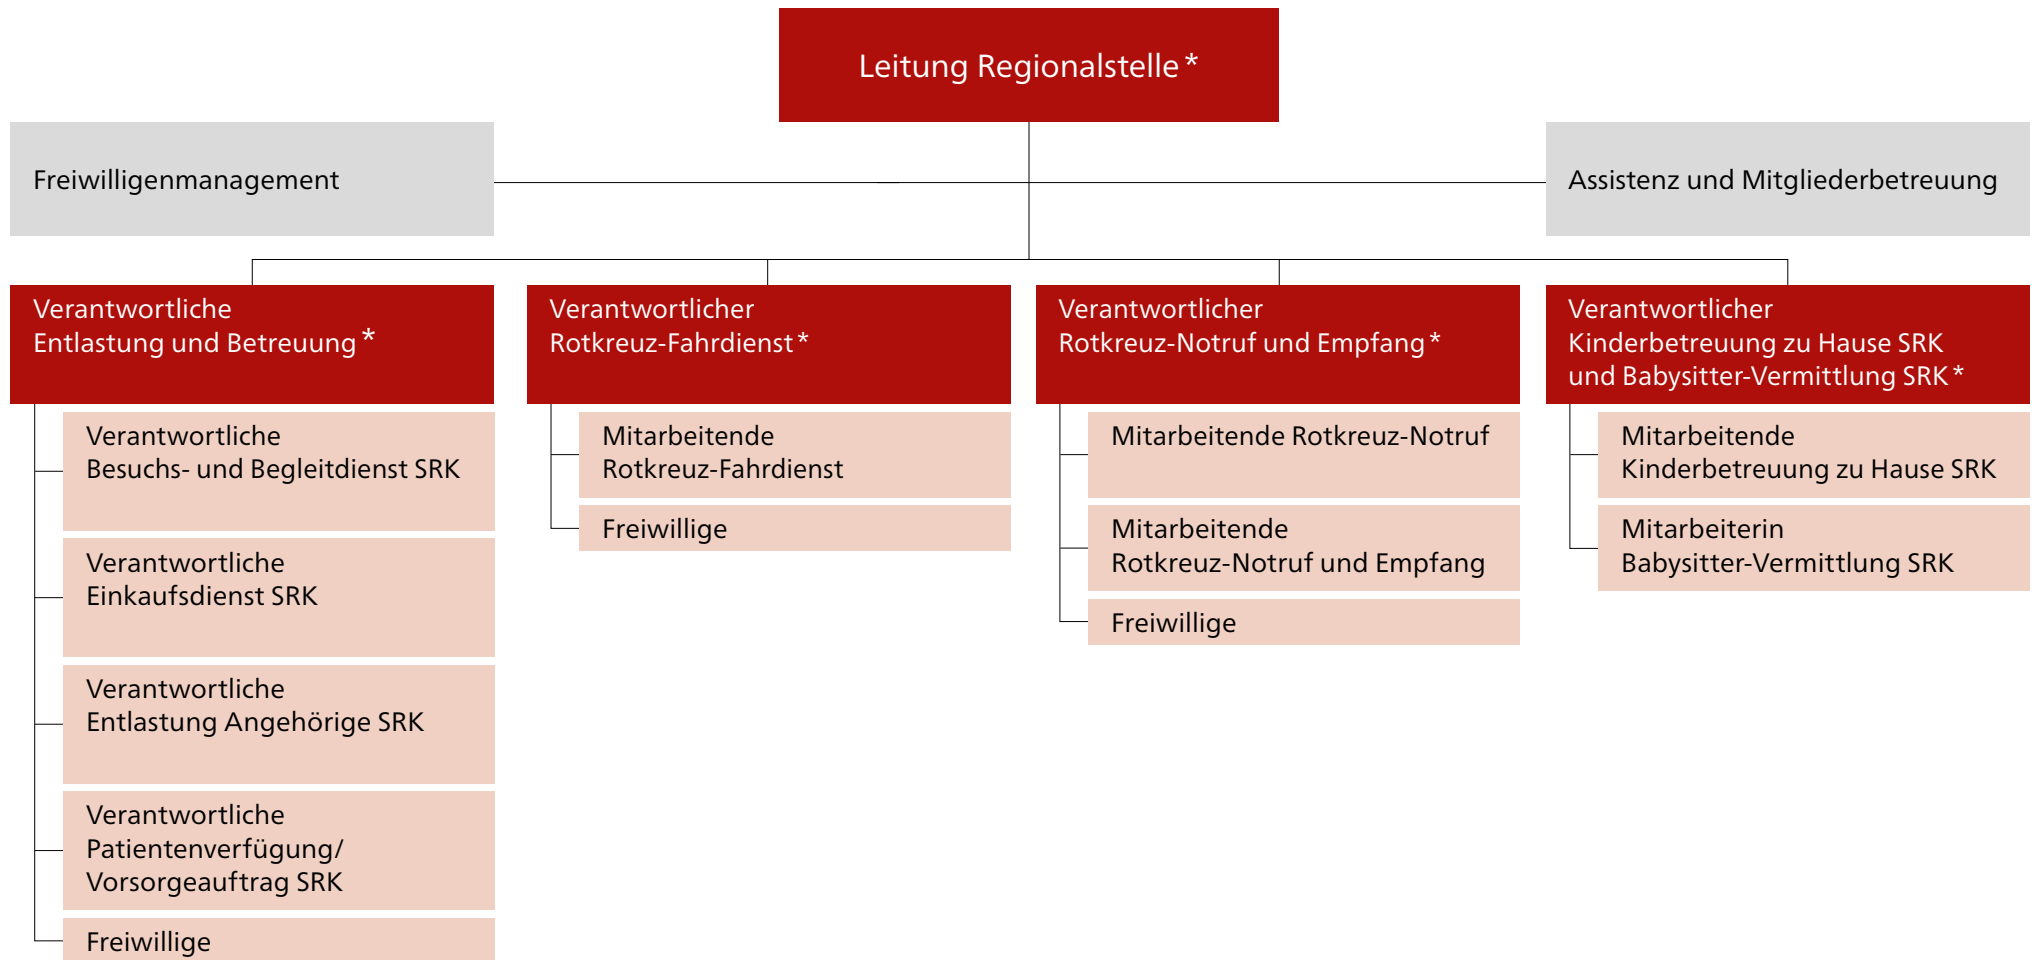 Leitung Regionalstelle*
Freiwilligenmanagement
Assistenz und Mitgliederbetreuung
Verantwortliche
Entlastung und Betreuung*
Verantwortliche
Besuchs- und Begleitdienst SRK
Verantwortliche
Einkaufsdienst SRK
Verantwortliche
Entlastung Angehörige SRK
Verantwortliche
Patientenverfügung/
Vorsorgeauftrag SRK
Freiwillige
Verantwortlicher
Rotkreuz-Fahrdienst*
Mitarbeitende
Rotkreuz-Fahrdienst
Freiwillige
Verantwortlicher
Rotkreuz-Notruf und Empfang*
Mitarbeitende Rotkreuz-Notruf
Mitarbeitende
Rotkreuz-Notruf und Empfang
Freiwillige
Verantwortlicher
Kinderbetreuung zu Hause SRK
und Babysitter-Vermittlung SRK*
Mitarbeitende
Kinderbetreuung zu Hause SRK
Mitarbeiterin
Babysitter-Vermittlung SRK